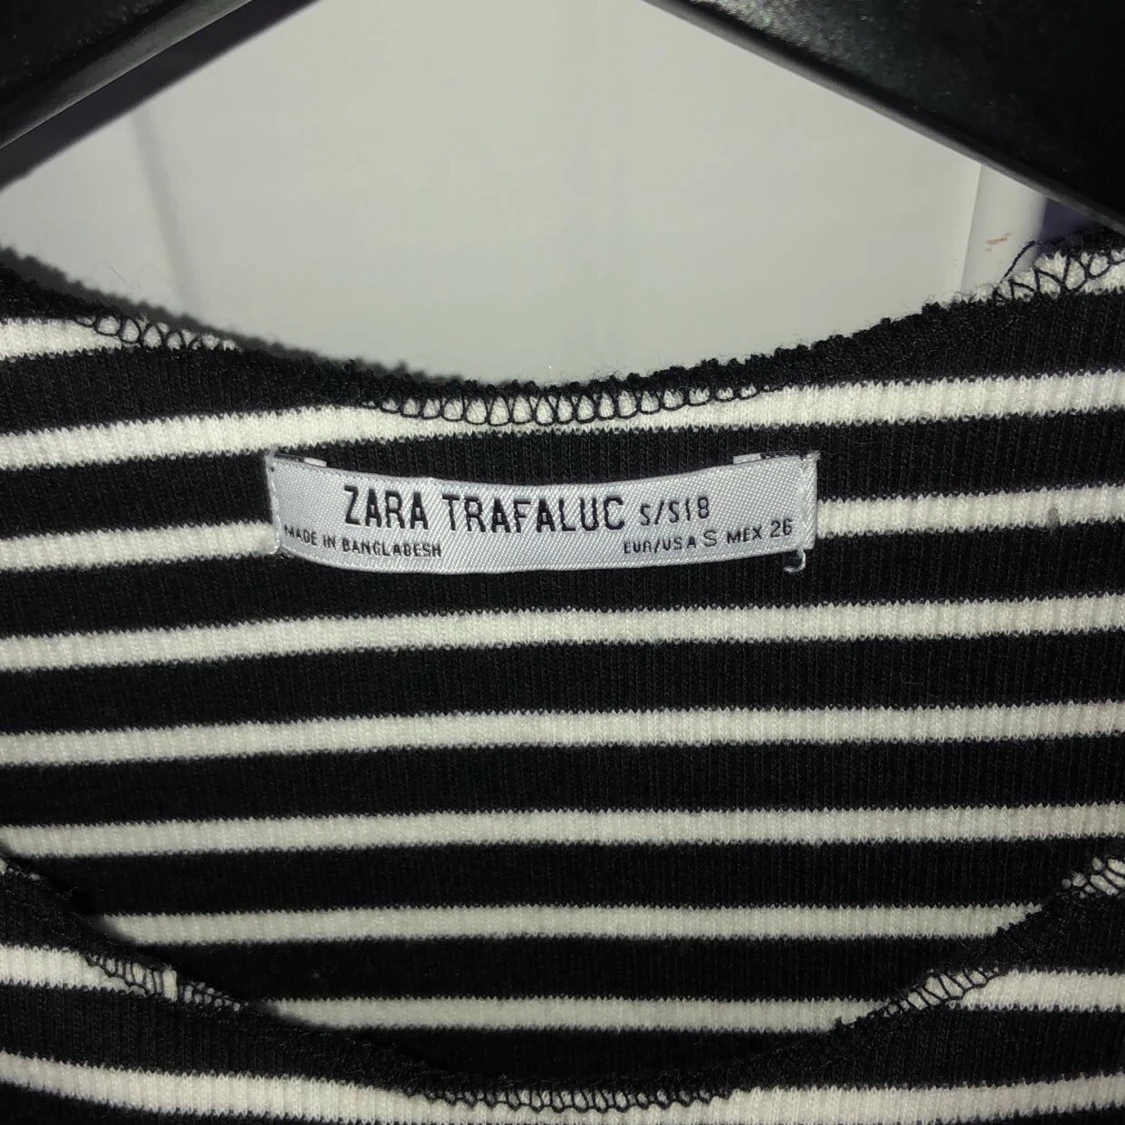 ZARA TRAFALUC S/S18
MADE IN BANGLADESH
EUR/USA S MEX 26